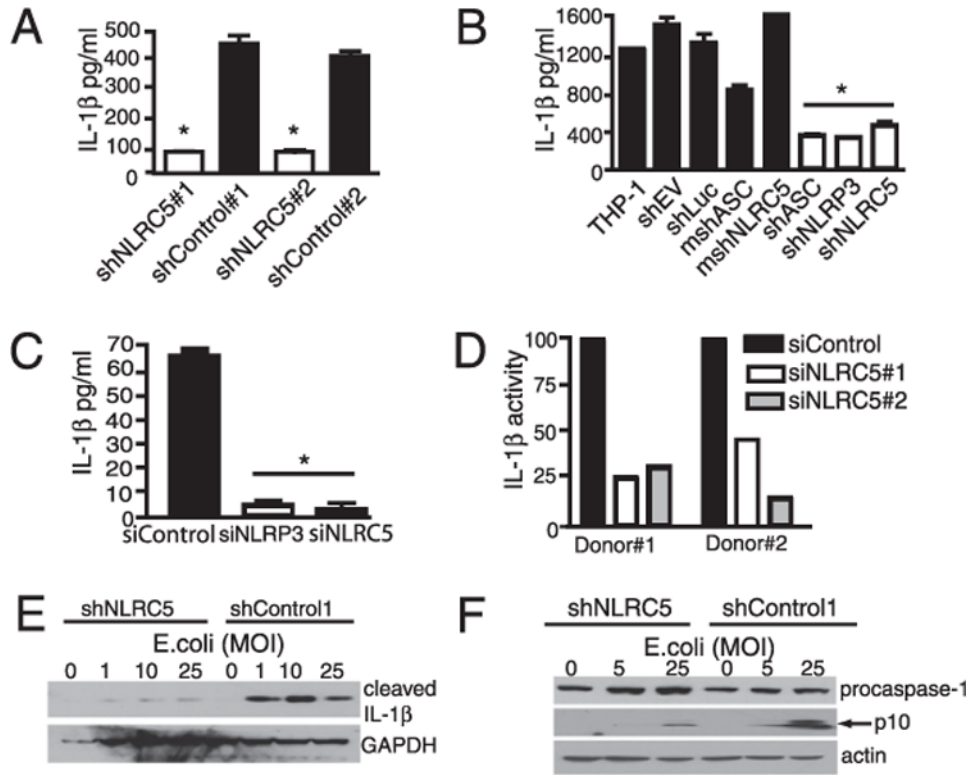 A
IL-1β pg/ml
500
400
300
200
100
0
*
*
shNLRC5#1
shControl#1
shNLRC5#2
shControl#2
B
IL-1β pg/ml
1600
1200
800
400
0
*
THP-1
shEV
shLuc
mshASC
mshNLRC5
shASC
shNLRP3
shNLRC5
C
IL-1β pg/ml
70
60
50
40
30
20
10
0
*
siControl siNLRP3 siNLRC5
D
IL-1β activity
100
75
50
25
0
siControl
siNLRC5#1
siNLRC5#2
Donor#1 Donor#2
E
shNLRC5 shControl1
E.coli (MOI)
0 1 10 25 0 1 10 25
cleaved
IL-1β
GAPDH
F
shNLRC5 shControl1
E.coli (MOI)
0 5 25 0 5 25
procaspase-1
p10
actin